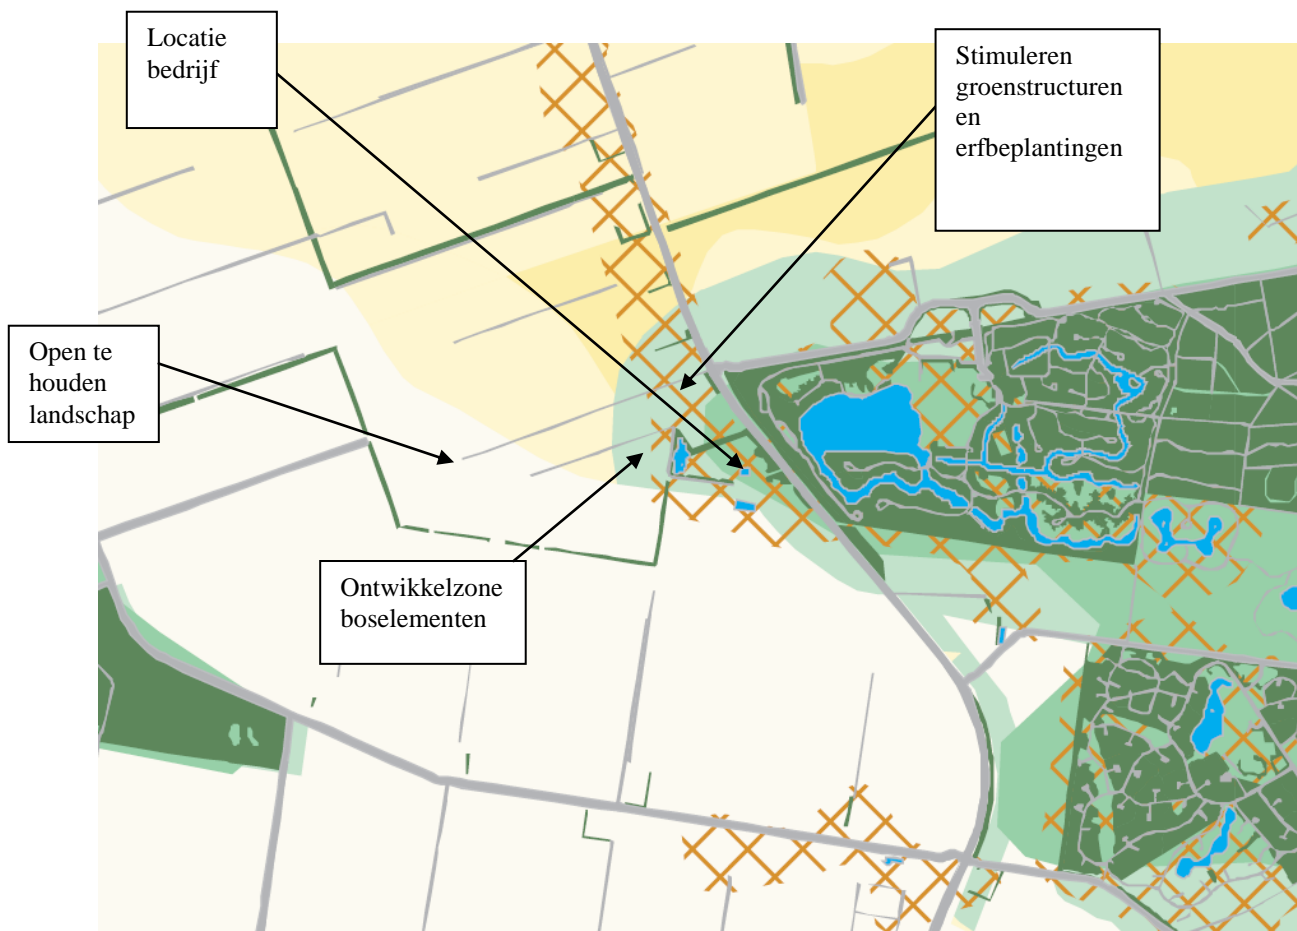 Locatie
bedrijf
Stimuleren
groenstructuren
en
erfbeplantingen
Open te
houden
landschap
Ontwikkelzone
boselementen